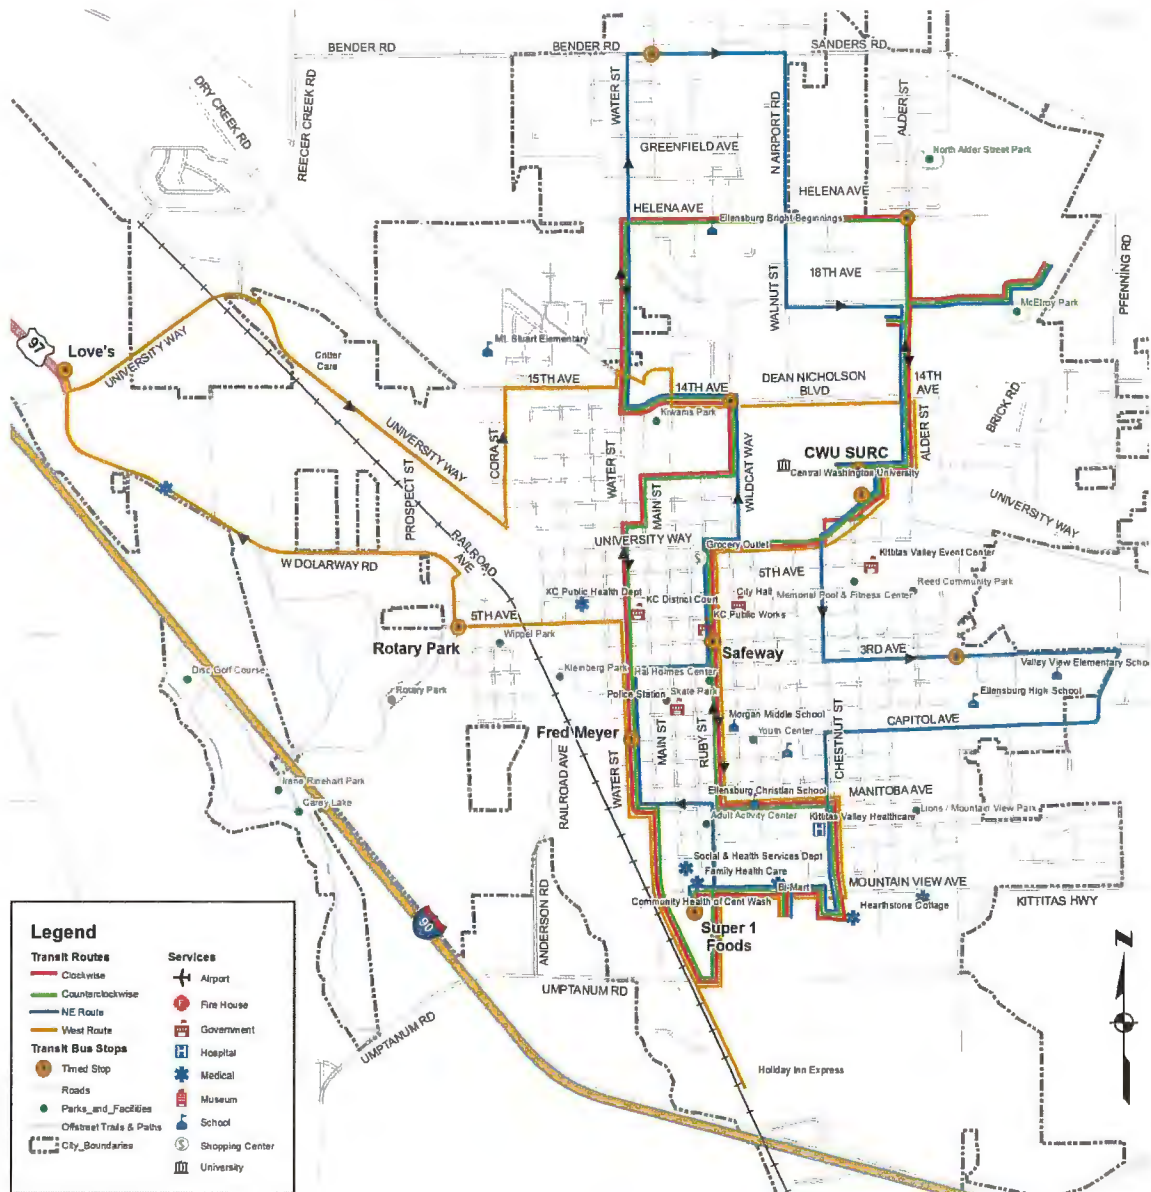 BENDER RD
BENDER RD
SANDERS RD
DRY CREEK RD
REECER CREEK RD
WATER ST
N AIRPORT RD
ALDER ST
GREENFIELD AVE
North Alder Street Park
HELENA AVE
HELENA AVE
Ellensburg Bright Beginnings
PFENNING RD
18TH AVE
WALNUT ST
McElroy Park
97
Love's
UNIVERSITY WAY
Critter
Care
Mt. Stuart Elementary
15TH AVE
14TH AVE
DEAN NICHOLSON
BLVD
14TH
AVE
Kiwanis Park
BRICK RD
ALDER ST
UNIVERSITY WAY
CORA ST
WATER ST
MAIN ST
WILDCAT WAY
CWU SURC
Central Washington University
PROSPECT ST
RAILROAD
AVE
UNIVERSITY WAY
UNIVERSITY WAY
Grocery Outlet
5TH AVE
Kittitas Valley Event Center
W DOLARWAY RD
KC Public Health Dept
KC District Court
City Hall
Reed Community Park
Memorial Pool & Fitness Center
KC Public Works
5TH AVE
Wippel Park
Rotary Park
Safeway
3RD AVE
Kleinberg Park
Hal Holmes Center
Valley View Elementary Scho
Disc Golf Course
Rotary Park
Police Station
Skate Park
Ellensburg High School
Morgan Middle School
CAPITOL AVE
Youth Center
Fred Meyer
MAIN ST
RUBY ST
CHESTNUT ST
WATER ST
RAILROAD AVE
Irene Rinehart Park
Carey Lake
Ellensburg Christian School
MANITOBA AVE
Adult Activity Center
Kittitas Valley Healthcare
Lions / Mountain View Park
H
Social & Health Services Dept
Family Health Care
Bi-Mart
MOUNTAIN VIEW AVE
Community Health of Cent Wash
Hearthstone Cottage
KITTITAS HWY
Super 1
Foods
90
ANDERSON RD
UMPTANUM RD
UMPTANUM RD
Holiday Inn Express
Z
Legend
Transit Routes
Clockwise
Counterclockwise
NE Route
West Route
Transit Bus Stops
Timed Stop
Roads
Parks_and_Facilities
Offstreet Trails & Paths
City_Boundaries
Services
Airport
F Fire House
Government
H Hospital
Medical
Museum
School
$ Shopping Center
University